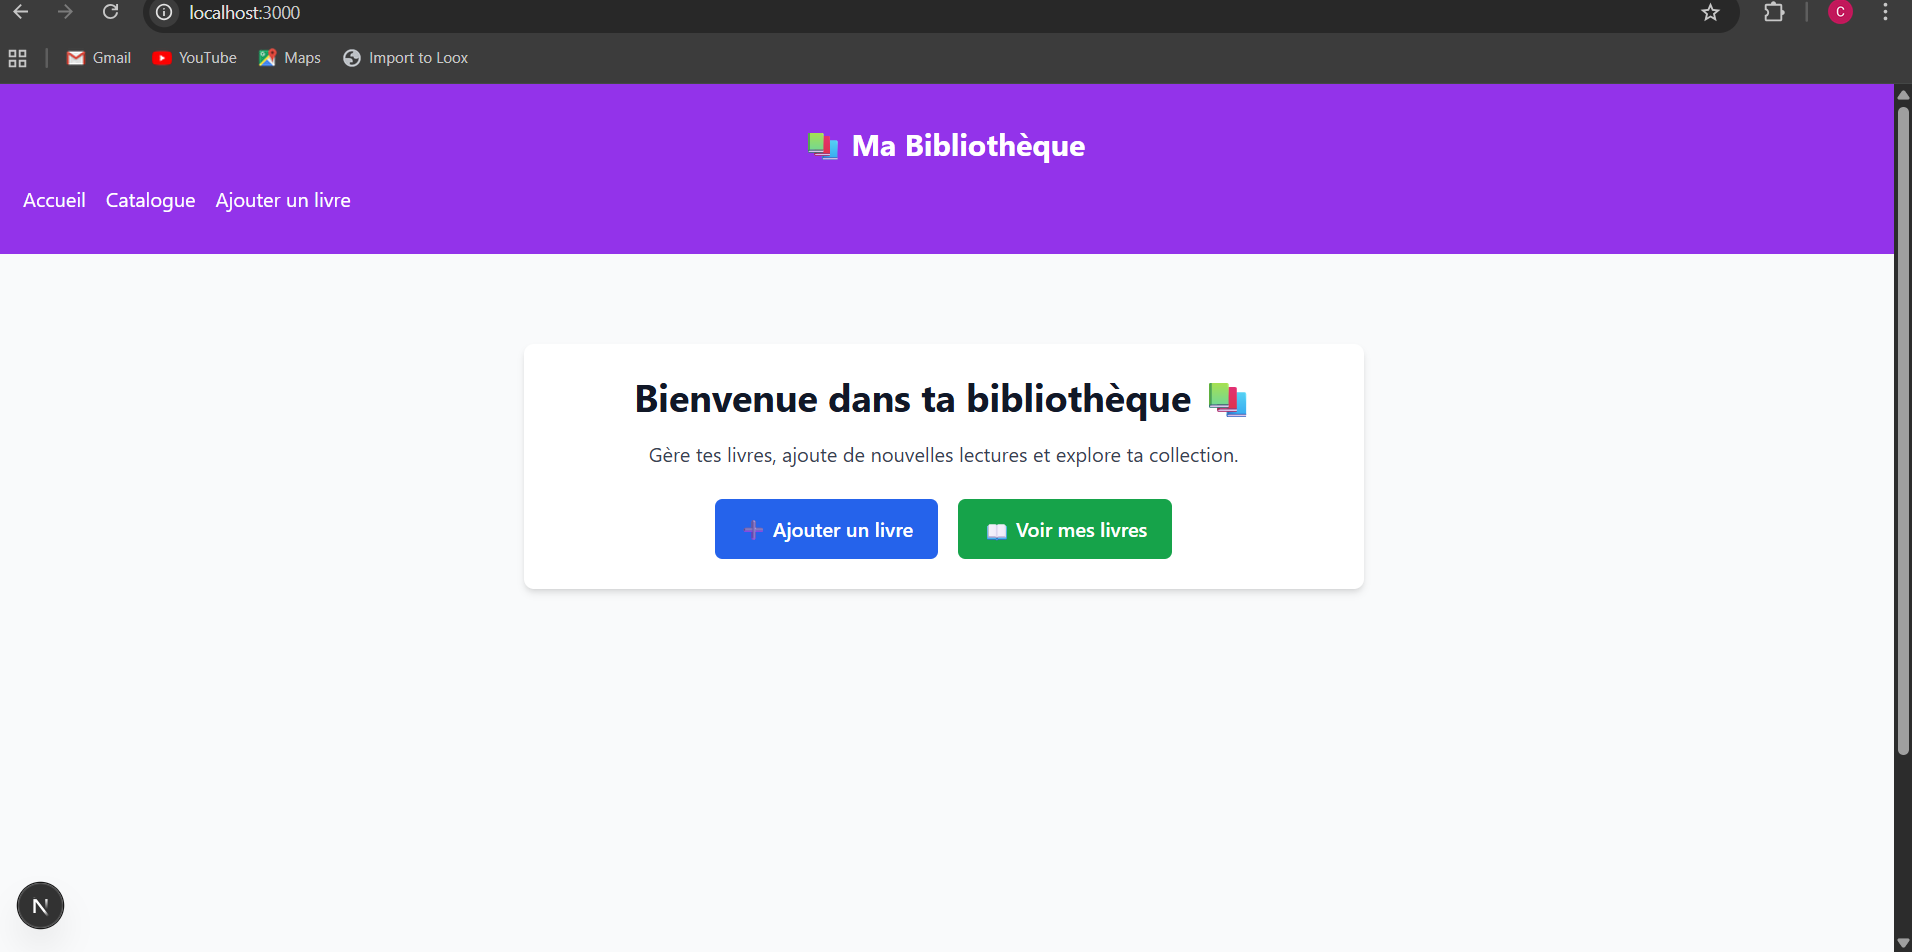 localhost:3000
C
Gmail YouTube Maps Import to Loox
Ma Bibliothèque
Accueil Catalogue Ajouter un livre
Bienvenue dans ta bibliothèque
Gère tes livres, ajoute de nouvelles lectures et explore ta collection.
Ajouter un livre Voir mes livres
N